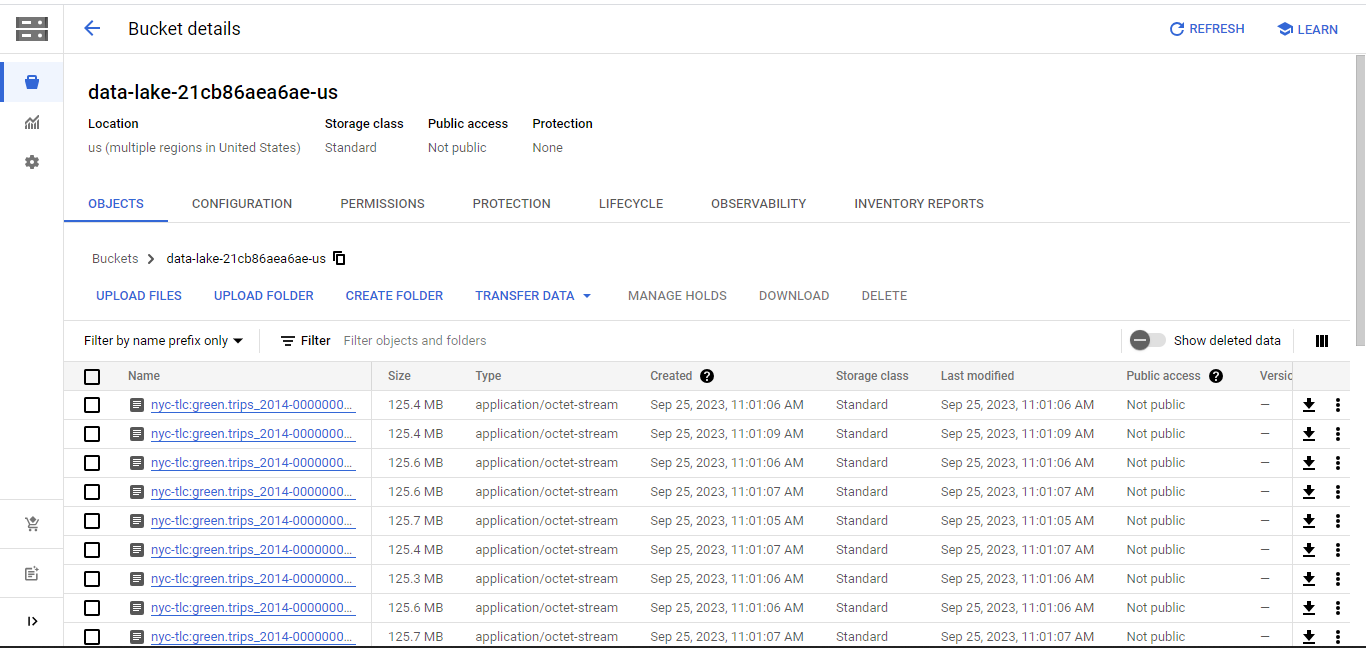 Bucket details REFRESH LEARN
data-lake-21cb86aea6ae-us
Location Storage class Public access Protection
us (multiple regions in United States) Standard Not public None
OBJECTS CONFIGURATION PERMISSIONS PROTECTION LIFECYCLE OBSERVABILITY INVENTORY REPORTS
Buckets > data-lake-21cb86aea6ae-us
UPLOAD FILES UPLOAD FOLDER CREATE FOLDER TRANSFER DATA MANAGE HOLDS DOWNLOAD DELETE
Filter by name prefix only Filter Filter objects and folders Show deleted data
Name Size Type Created Storage class Last modified Public access Versic
nyc-tlc:green.trips_2014-0000000... 125.4 MB application/octet-stream Sep 25, 2023, 11:01:06 AM Standard Sep 25, 2023, 11:01:06 AM Not public —
nyc-tlc:green.trips_2014-0000000... 125.4 MB application/octet-stream Sep 25, 2023, 11:01:09 AM Standard Sep 25, 2023, 11:01:09 AM Not public —
nyc-tlc:green.trips_2014-0000000... 125.6 MB application/octet-stream Sep 25, 2023, 11:01:06 AM Standard Sep 25, 2023, 11:01:06 AM Not public —
nyc-tlc:green.trips_2014-0000000... 125.6 MB application/octet-stream Sep 25, 2023, 11:01:07 AM Standard Sep 25, 2023, 11:01:07 AM Not public —
nyc-tlc:green.trips_2014-0000000... 125.7 MB application/octet-stream Sep 25, 2023, 11:01:05 AM Standard Sep 25, 2023, 11:01:05 AM Not public —
nyc-tlc:green.trips_2014-0000000... 125.4 MB application/octet-stream Sep 25, 2023, 11:01:07 AM Standard Sep 25, 2023, 11:01:07 AM Not public —
nyc-tlc:green.trips_2014-0000000... 125.3 MB application/octet-stream Sep 25, 2023, 11:01:06 AM Standard Sep 25, 2023, 11:01:06 AM Not public —
nyc-tlc:green.trips_2014-0000000... 125.6 MB application/octet-stream Sep 25, 2023, 11:01:06 AM Standard Sep 25, 2023, 11:01:06 AM Not public —
nyc-tlc:green.trips_2014-0000000... 125.7 MB application/octet-stream Sep 25, 2023, 11:01:07 AM Standard Sep 25, 2023, 11:01:07 AM Not public —